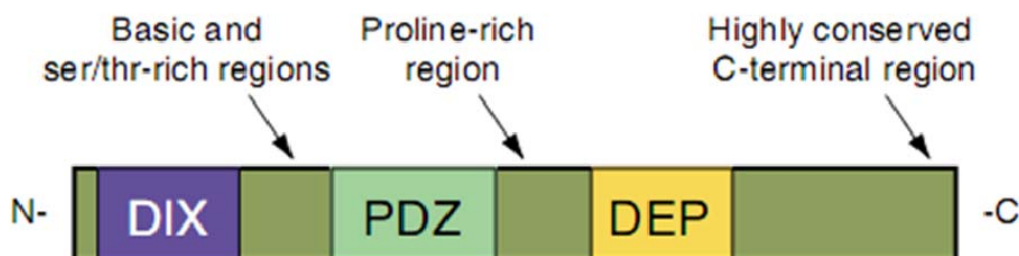 Basic and
ser/thr-rich regions
Proline-rich
region
Highly conserved
C-terminal region
N-
DIX
PDZ
DEP
-C